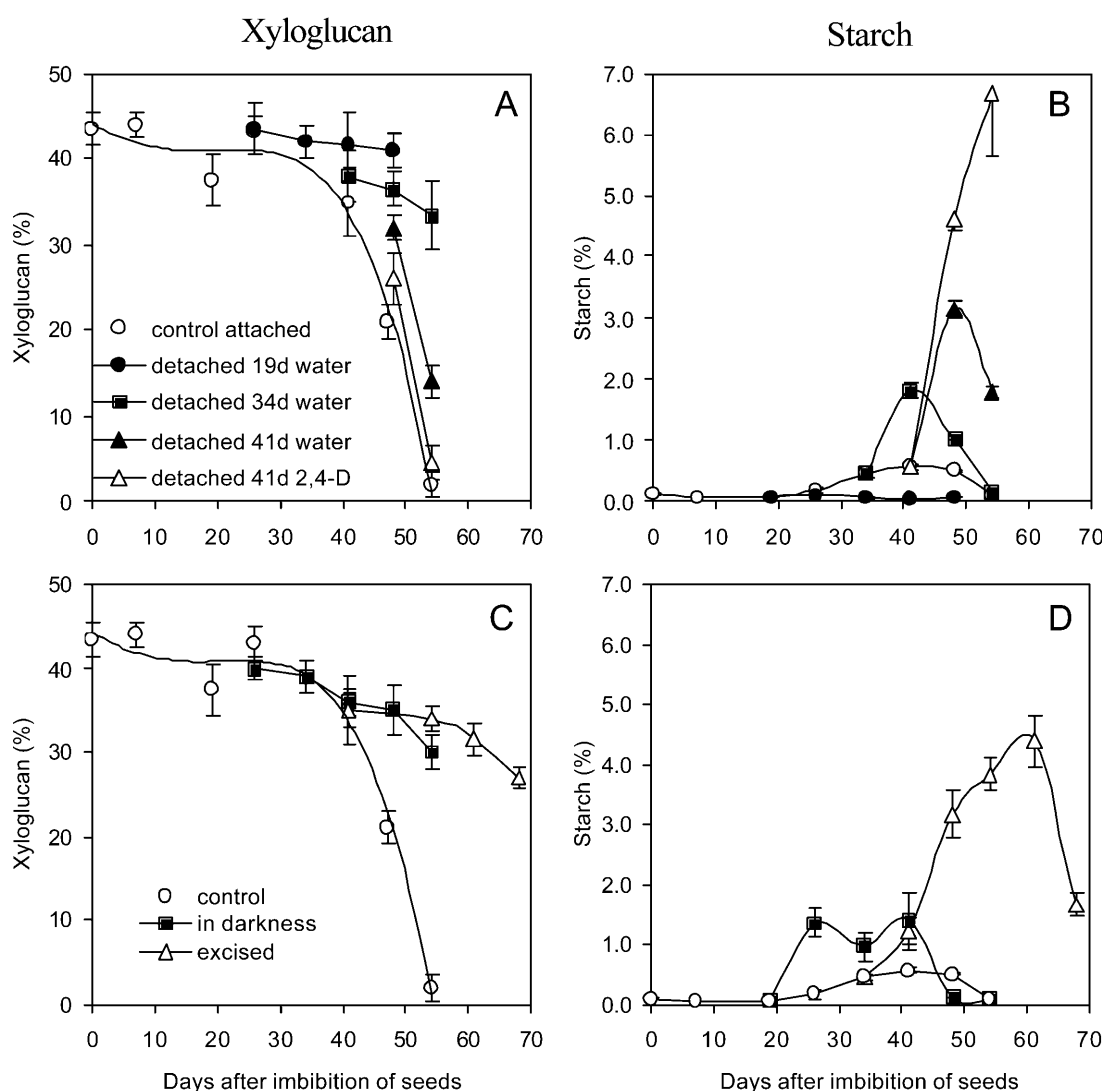 Xyloglucan
Starch
A
50
40
30
20
10
0
Xyloglucan (%)
control attached
detached 19d water
detached 34d water
detached 41d water
detached 41d 2,4-D
0 10 20 30 40 50 60 70
B
7.0
6.0
5.0
4.0
3.0
2.0
1.0
0.0
Starch (%)
0 10 20 30 40 50 60 70
C
50
40
30
20
10
0
Xyloglucan (%)
control
in darkness
excised
0 10 20 30 40 50 60 70
Days after imbibition of seeds
D
7.0
6.0
5.0
4.0
3.0
2.0
1.0
0.0
Starch (%)
0 10 20 30 40 50 60 70
Days after imbibition of seeds